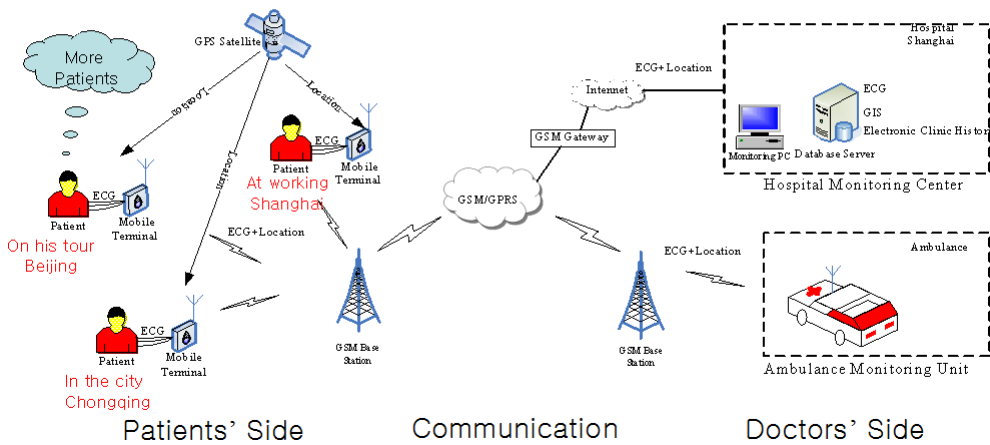 GPS Satellite
More
Patients
Location
Location
Location
ECG
Patient
Mobile
Terminal
At working
Shanghai
ECG
Patient
Mobile
Terminal
On his tour
Beijing
ECG+Location
ECG
Patient
Mobile
Terminal
In the city
Chongqing
GSM Base
Station
GSM/GPRS
GSM Gateway
Internet
ECG+Location
GSM Base
Station
ECG+Location
Hospital
Shanghai
ECG
GIS
Electronic Clinic Histor
Monitoring PC
Database Server
Hospital Monitoring Center
Ambulance
Ambulance Monitoring Unit
Patients' Side
Communication
Doctors' Side